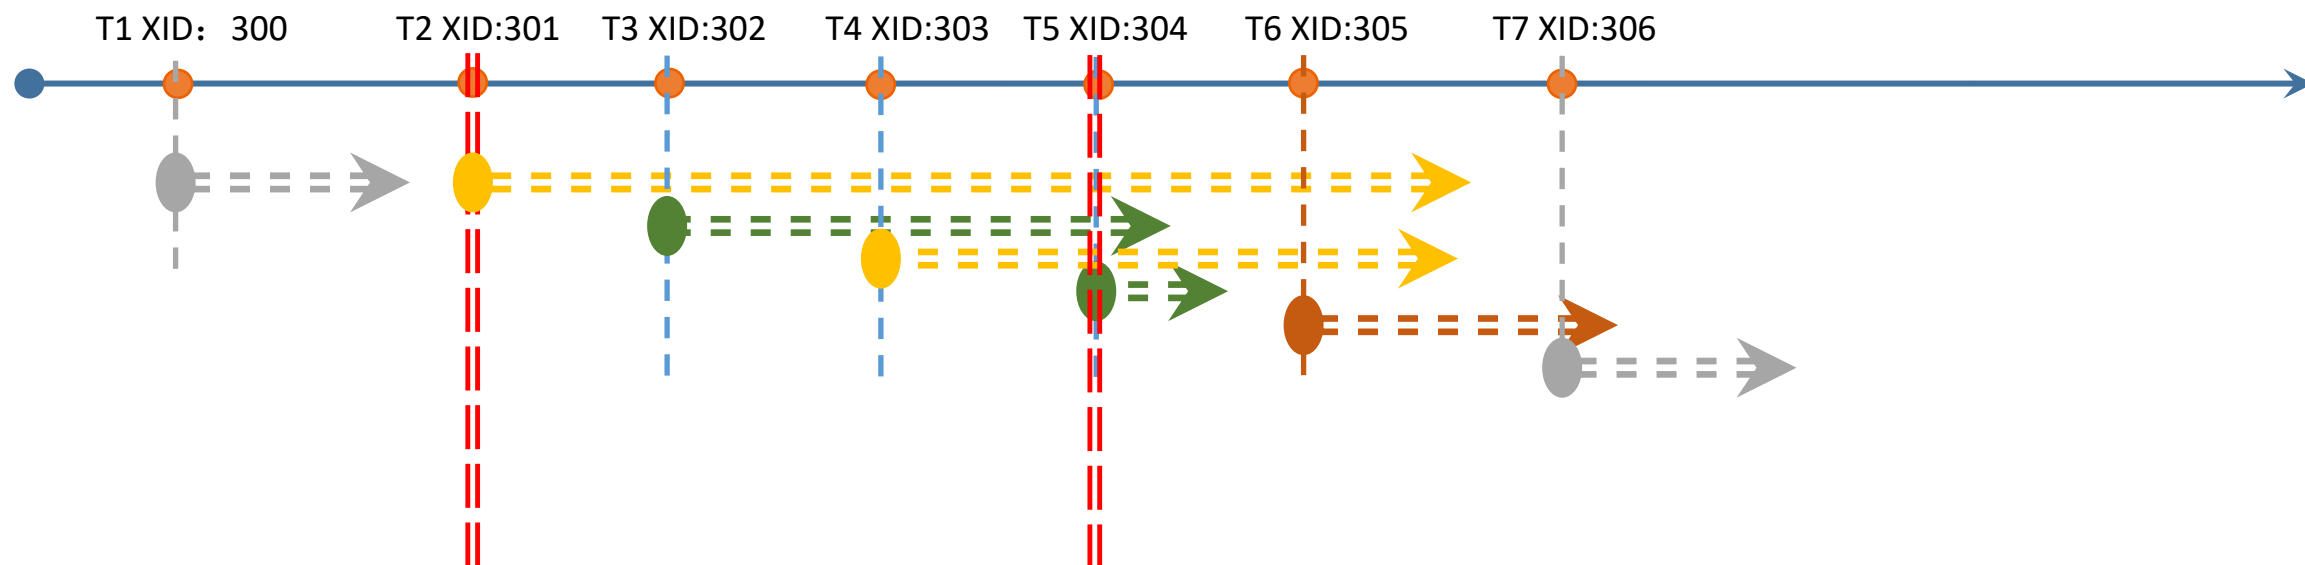 T1 XID：300
T2 XID:301
T3 XID:302
T4 XID:303
T5 XID:304
T6 XID:305
T7 XID:306